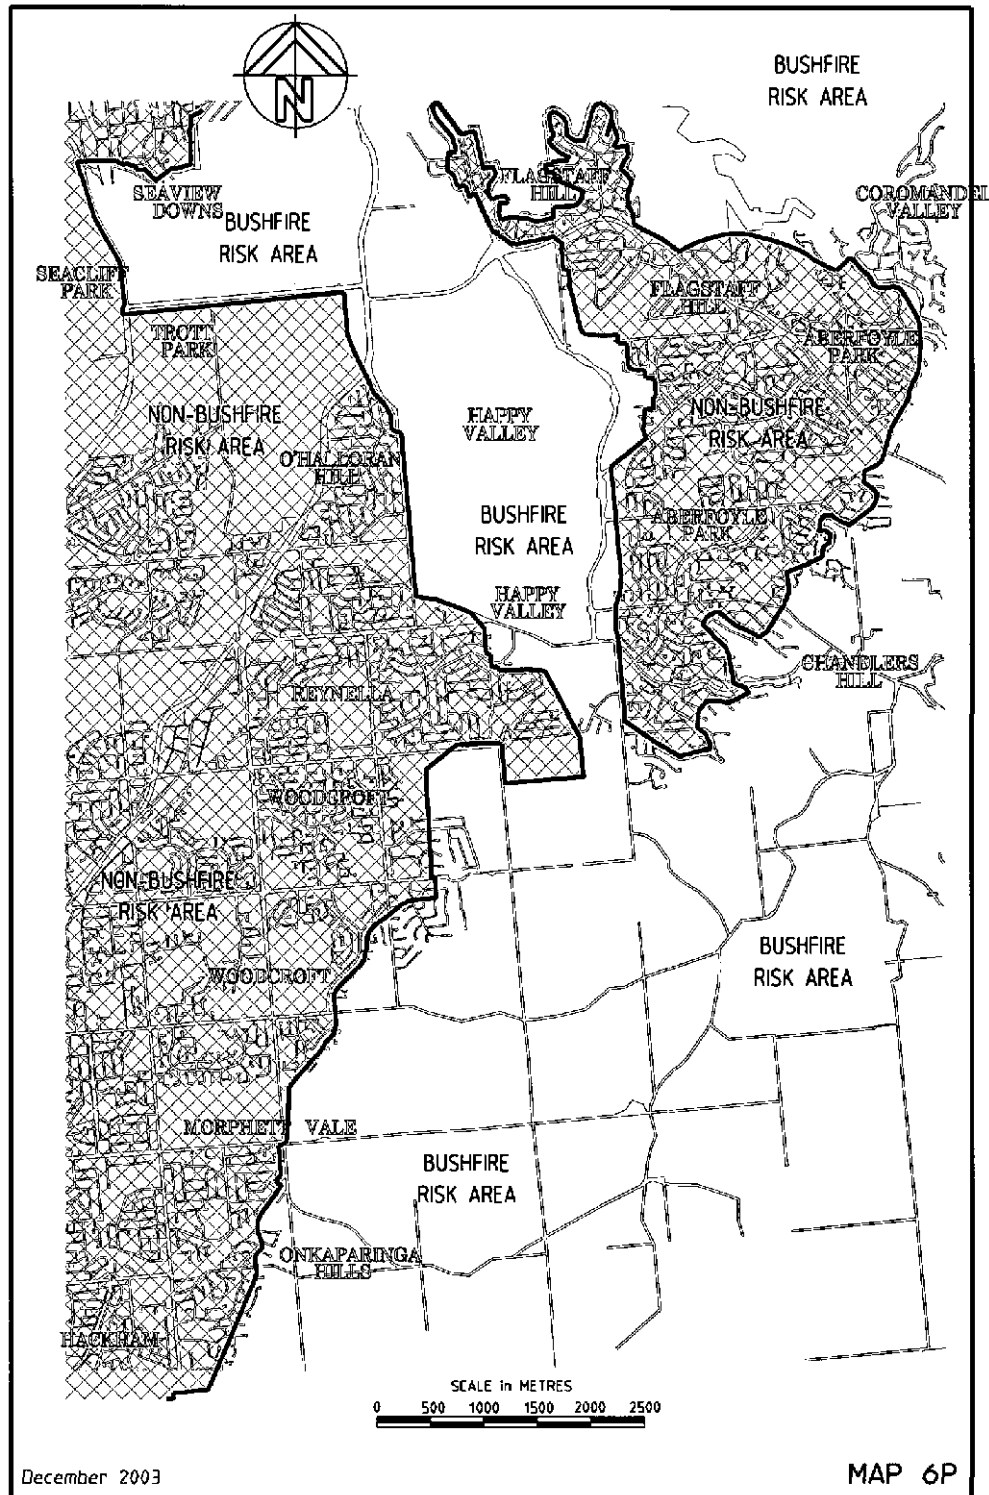 BUSHFIRE
RISK AREA
N
FLAGSTAFF
HILL
SEAVIEW
DOWNS
COROMANDEL
VALLEY
BUSHFIRE
RISK AREA
SEACLIFF
PARK
FLAGSTAFF
HILL
TROTT
PARK
ABERFOYLE
PARK
NON-BUSHFIRE
RISK AREA
HAPPY
VALLEY
NON-BUSHFIRE
RISK AREA
O'HALLORAN
HILL
BUSHFIRE
RISK AREA
ABERFOYLE
PARK
HAPPY
VALLEY
CHANDLERS
HILL
REYNELLA
WOODCROFT
NON-BUSHFIRE
RISK AREA
BUSHFIRE
RISK AREA
WOODCROFT
MORPHETT VALE
BUSHFIRE
RISK AREA
ONKAPARINGA
HILLS
HACKHAM
SCALE in METRES
0 500 1000 1500 2000 2500
December 2003
MAP 6P